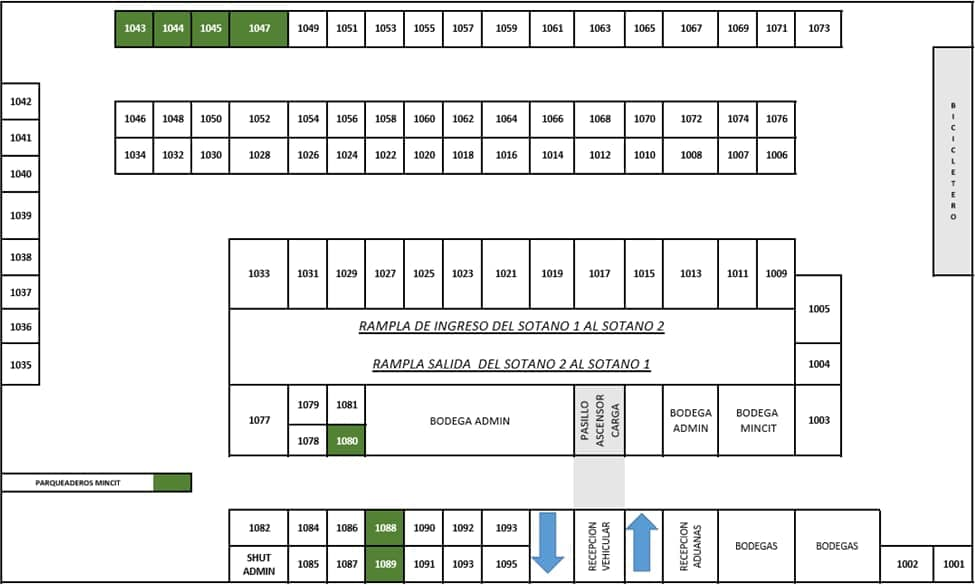 1043 1044 1045 1047 1049 1051 1053 1055 1057 1059 1061 1063 1065 1067 1069 1071 1073
1042
1041
1040
1039
1038
1037
1036
1035
1046 1048 1050 1052 1054 1056 1058 1060 1062 1064 1066 1068 1070 1072 1074 1076
1034 1032 1030 1028 1026 1024 1022 1020 1018 1016 1014 1012 1010 1008 1007 1006
BICICLETERO
1033 1031 1029 1027 1025 1023 1021 1019 1017 1015 1013 1011 1009
1005
RAMPLA DE INGRESO DEL SOTANO 1 AL SOTANO 2
RAMPLA SALIDA DEL SOTANO 2 AL SOTANO 1
1004
1077
1079 1081
1078 1080
BODEGA ADMIN
PASILLO
ASCENSOR
CARGA
BODEGA
ADMIN
BODEGA
MINCIT
1003
PARQUEADEROS MINCIT
1082 1084 1086 1088 1090 1092 1093
SHUT
ADMIN
1085 1087 1089 1091 1093 1095
RECEPCION
VEHICULAR
RECEPCION
ADUANAS
BODEGAS
BODEGAS
1002 1001